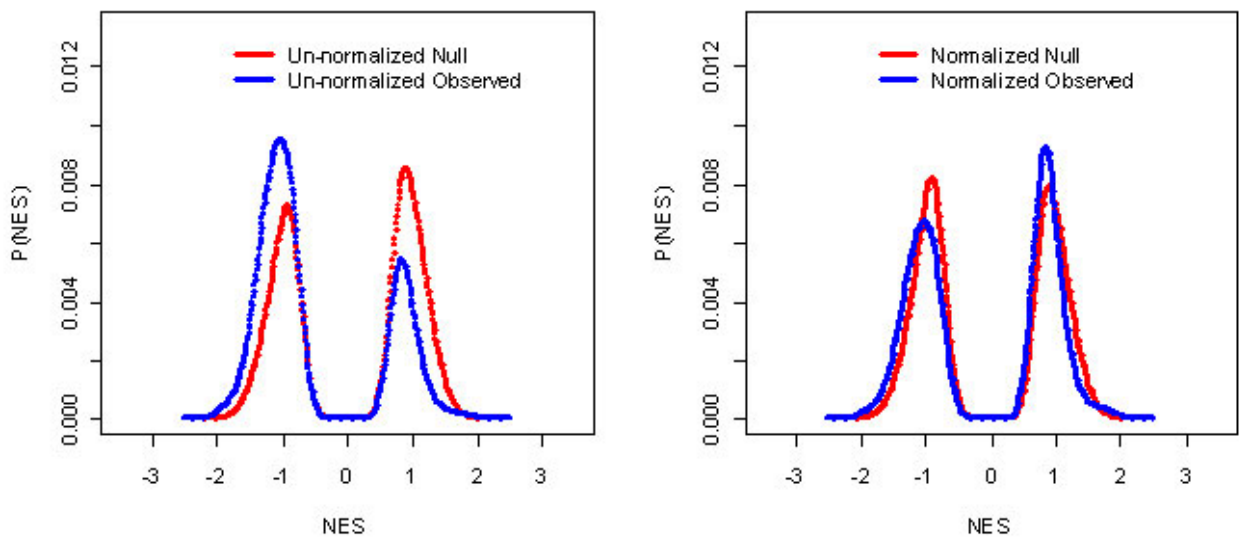 Un-normalized Null
Un-normalized Observed
P(NES)
0.000 0.004 0.008 0.012
-3 -2 -1 0 1 2 3
NES
Normalized Null
Normalized Observed
P(NES)
0.000 0.004 0.008 0.012
-3 -2 -1 0 1 2 3
NES